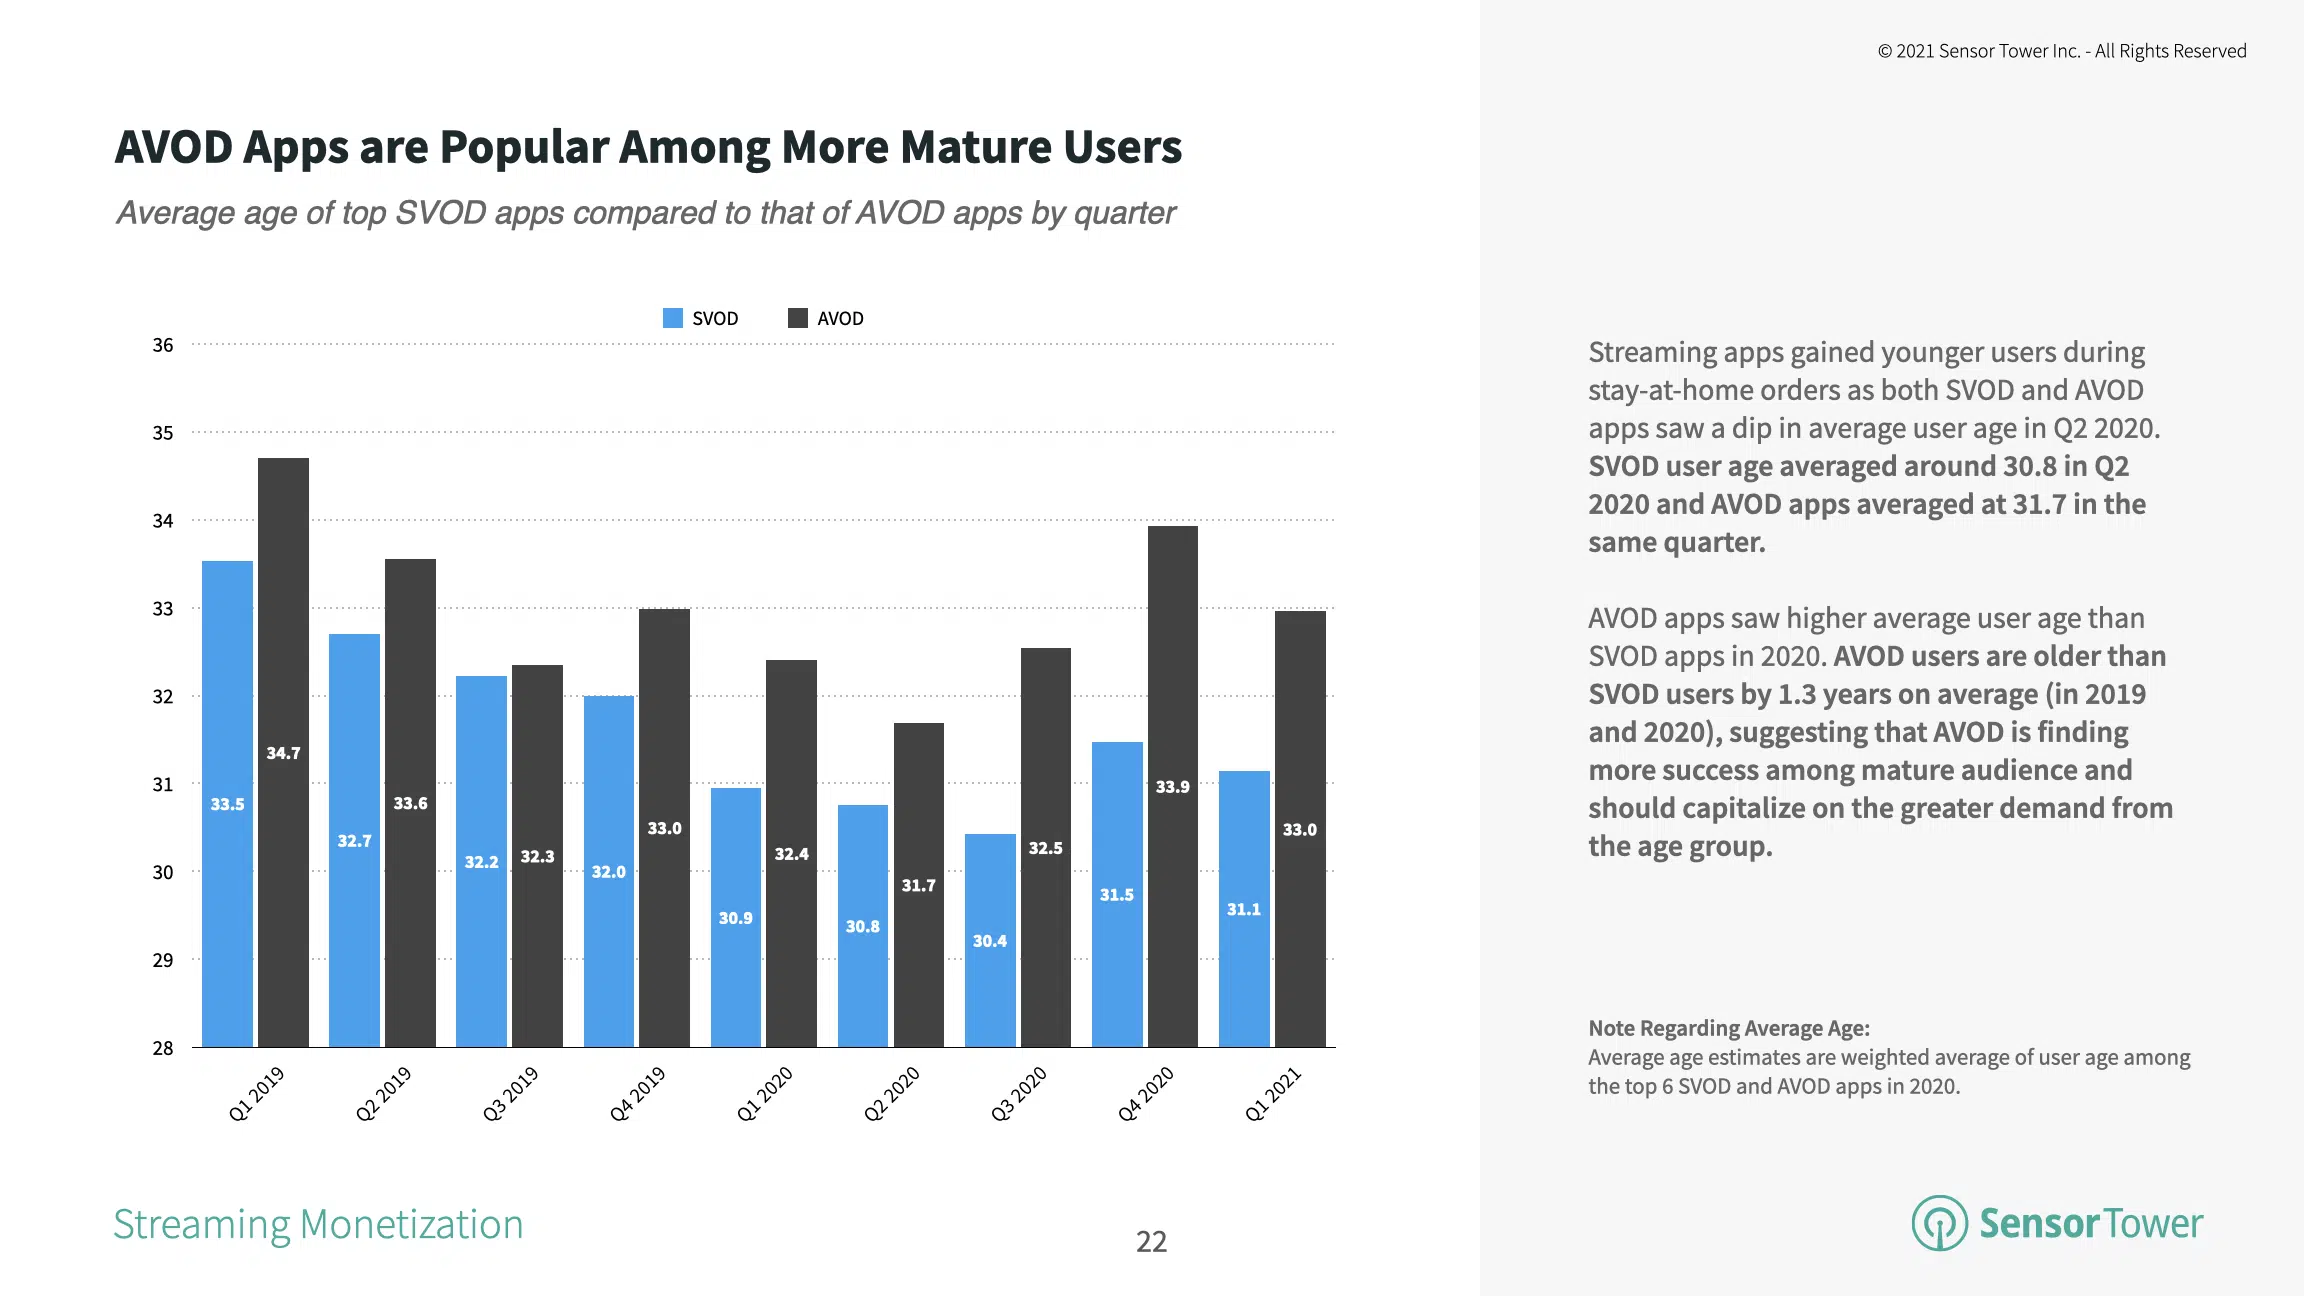 © 2021 Sensor Tower Inc. - All Rights Reserved
AVOD Apps are Popular Among More Mature Users
Average age of top SVOD apps compared to that of AVOD apps by quarter
SVOD AVOD
36
35
34
33
32
31
30
29
28
33.5 34.7
32.7 33.6
32.2 32.3
32.0 33.0
30.9 32.4
30.8 31.7
30.4 32.5
31.5 33.9
31.1 33.0
Q1 2019
Q2 2019
Q3 2019
Q4 2019
Q1 2020
Q2 2020
Q3 2020
Q4 2020
Q1 2021
Streaming apps gained younger users during
stay-at-home orders as both SVOD and AVOD
apps saw a dip in average user age in Q2 2020.
SVOD user age averaged around 30.8 in Q2
2020 and AVOD apps averaged at 31.7 in the
same quarter.
AVOD apps saw higher average user age than
SVOD apps in 2020. AVOD users are older than
SVOD users by 1.3 years on average (in 2019
and 2020), suggesting that AVOD is finding
more success among mature audience and
should capitalize on the greater demand from
the age group.
Note Regarding Average Age:
Average age estimates are weighted average of user age among
the top 6 SVOD and AVOD apps in 2020.
Streaming Monetization
22
SensorTower